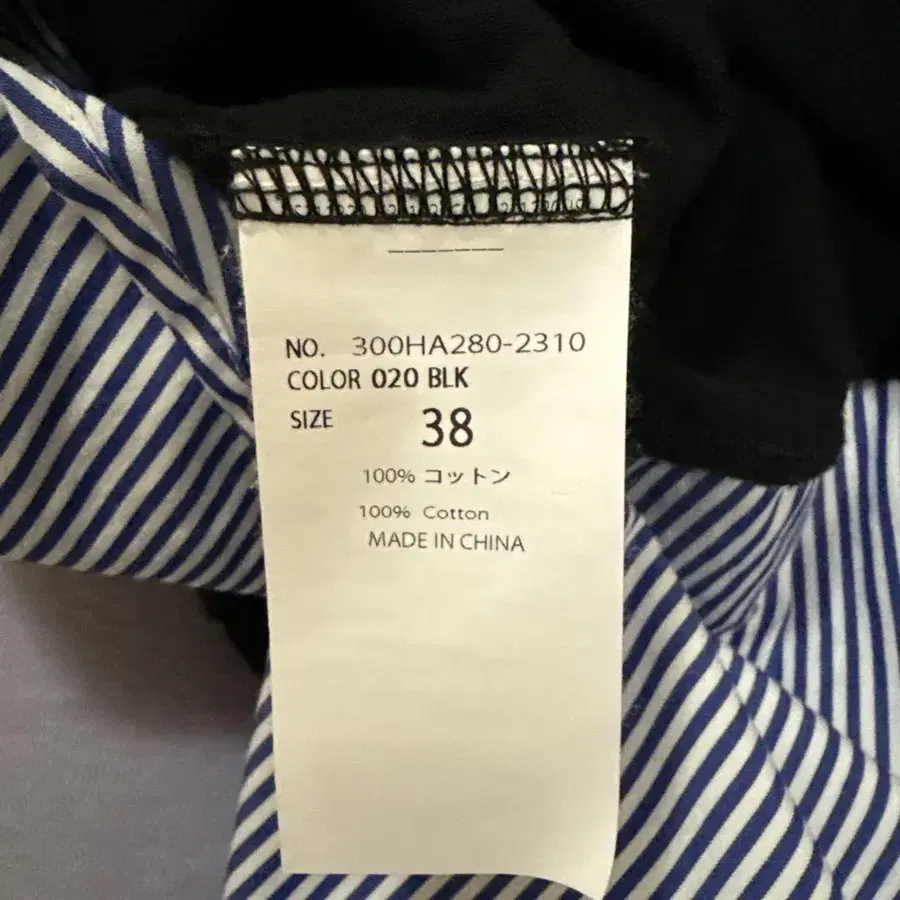 NO. 300HA280-2310
COLOR 020 BLK
SIZE 38
100% コットン
100% Cotton
MADE IN CHINA